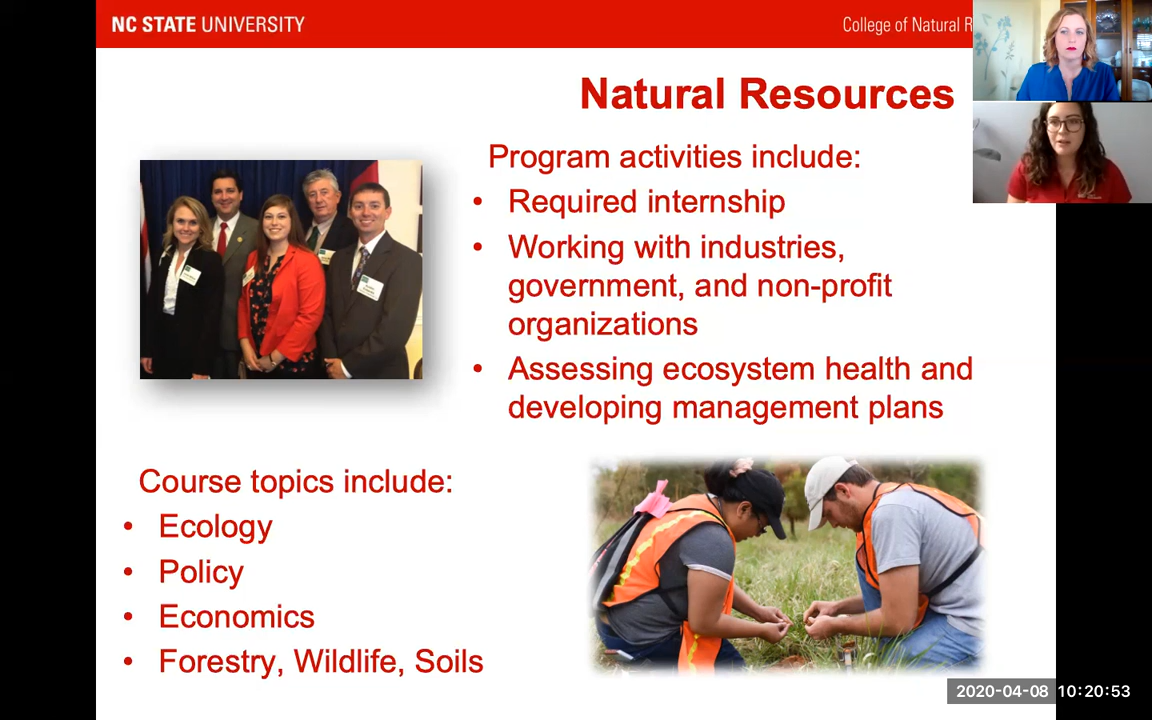 NC STATE UNIVERSITY
College of Natural R
Natural Resources
Program activities include:
• Required internship
• Working with industries,
government, and non-profit
organizations
• Assessing ecosystem health and
developing management plans
Course topics include:
• Ecology
• Policy
• Economics
• Forestry, Wildlife, Soils
2020-04-08 10:20:53